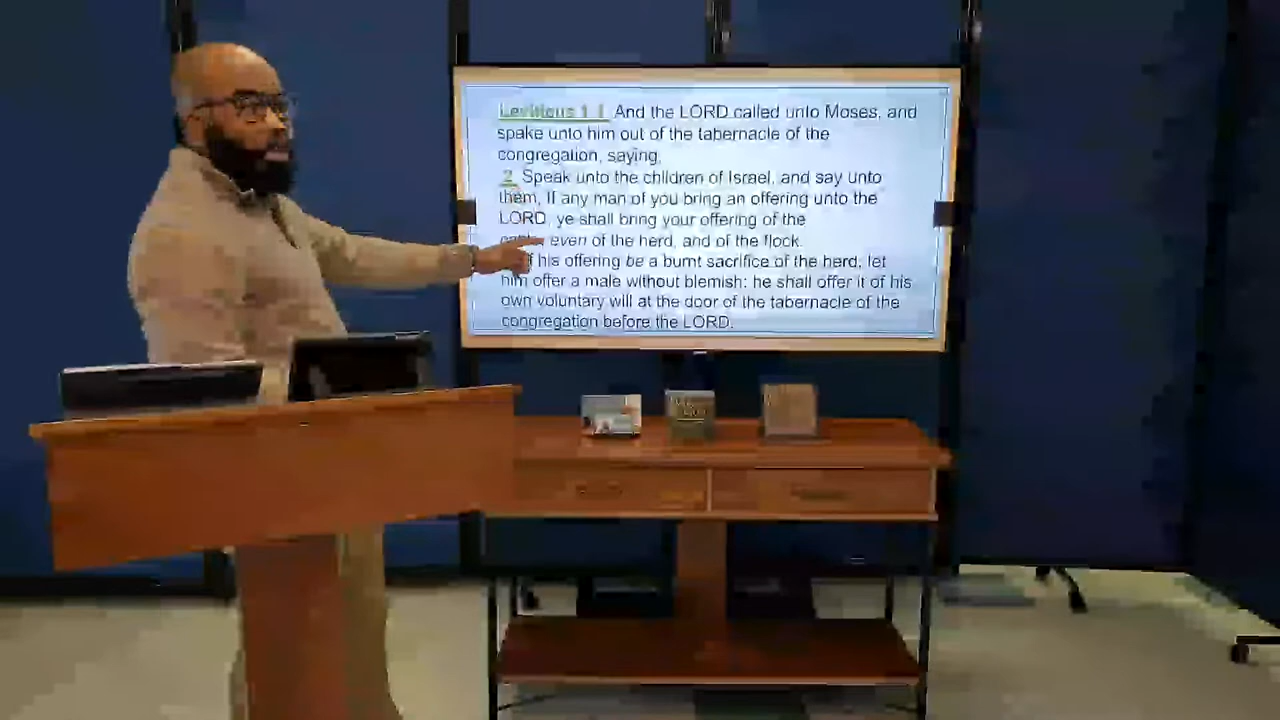 Leviticus 1:1 And the LORD called unto Moses, and
spake unto him out of the tabernacle of the
congregation, saying,
2 Speak unto the children of Israel, and say unto
them, If any man of you bring an offering unto the
LORD, ye shall bring your offering of the
even of the herd, and of the flock.
if his offering be a burnt sacrifice of the herd, let
him offer a male without blemish: he shall offer it of his
own voluntary will at the door of the tabernacle of the
congregation before the LORD.